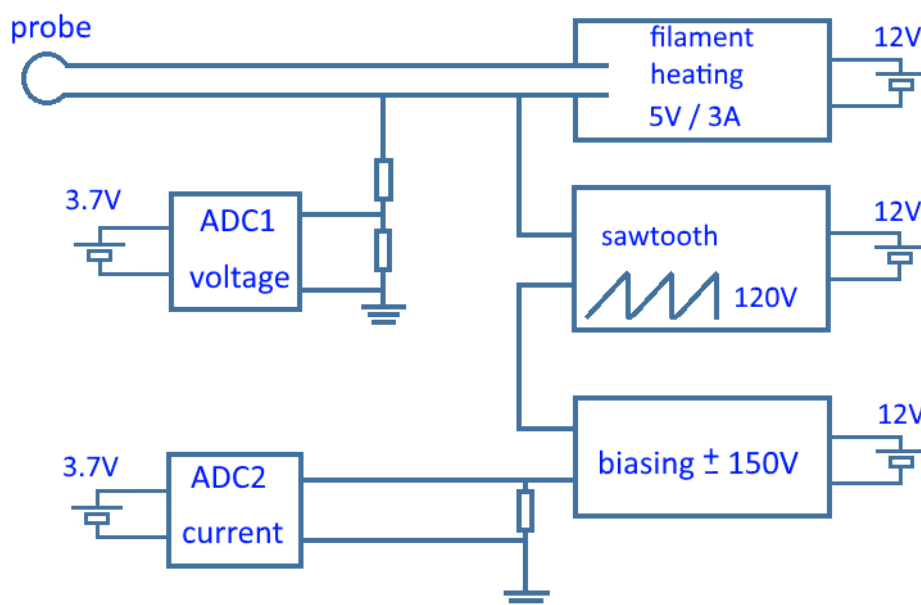 probe
filament
heating
5V / 3A
12V
3.7V
ADC1
voltage
sawtooth
120V
12V
3.7V
ADC2
current
biasing ± 150V
12V